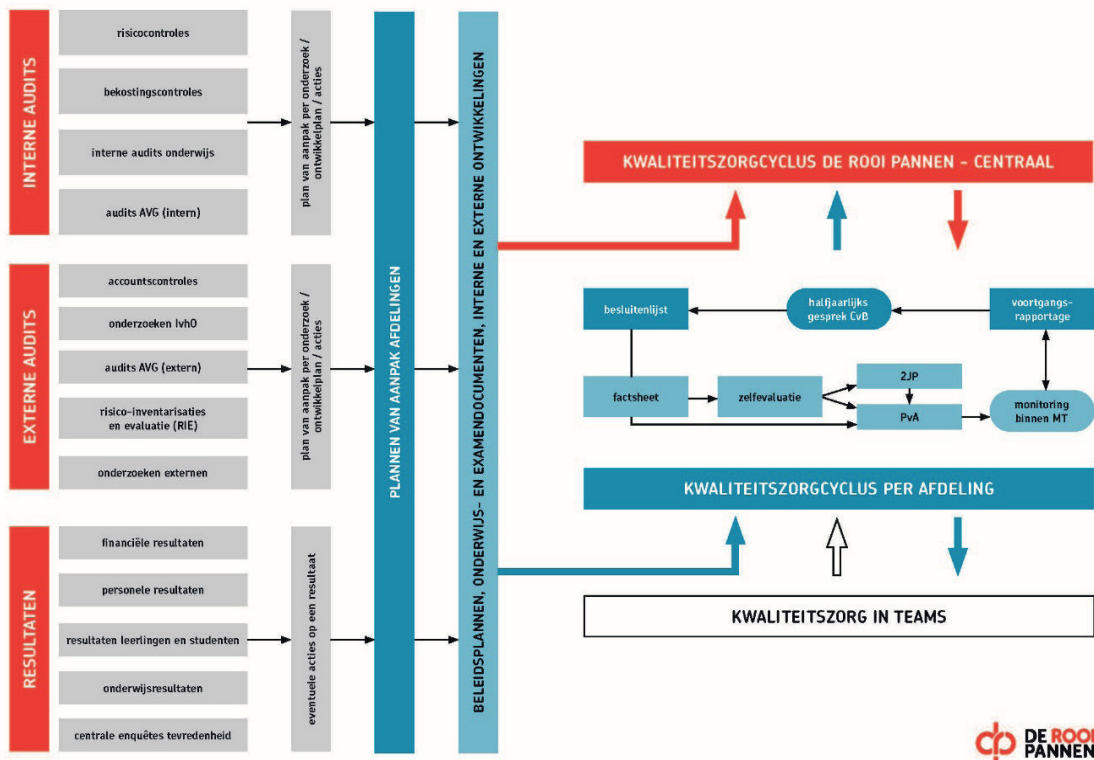 INTERNE AUDITS
risicocontroles
bekostingscontroles
interne audits onderwijs
audits AVG (intern)
plan van aanpak per onderzoek /
ontwikkelplan / acties
EXTERNE AUDITS
accountscontroles
onderzoeken IvhO
audits AVG (extern)
risico-inventarisaties
en evaluatie (RIE)
onderzoeken externen
plan van aanpak per onderzoek /
ontwikkelplan / acties
RESULTATEN
financiële resultaten
personele resultaten
resultaten leerlingen en studenten
onderwijsresultaten
centrale enquêtes tevredenheid
eventuele acties op een resultaat
PLANNEN VAN AANPAK AFDELINGEN
BELEIDSPLANNEN, ONDERWIJS- EN EXAMENDOCUMENTEN, INTERNE EN EXTERNE ONTWIKKELINGEN
KWALITEITSZORGCYCLUS DE ROOI PANNEN - CENTRAAL
besluitenlijst
halfjaarlijks
gesprek CvB
voortgangs-
rapportage
factsheet
zelfevaluatie
2JP
PvA
monitoring
binnen MT
KWALITEITSZORGCYCLUS PER AFDELING
KWALITEITSZORG IN TEAMS
DE ROOI
PANNEN